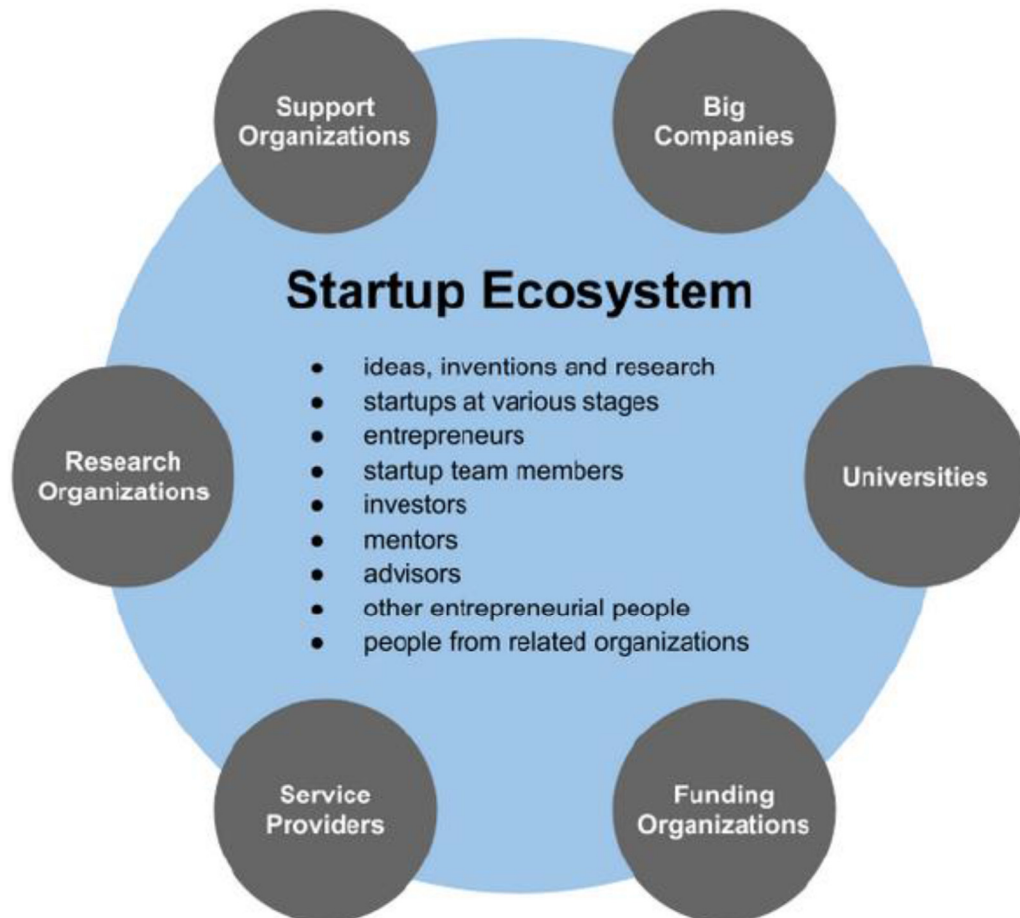 Support
Organizations
Big
Companies
Startup Ecosystem
● ideas, inventions and research
● startups at various stages
● entrepreneurs
● startup team members
● investors
● mentors
● advisors
● other entrepreneurial people
● people from related organizations
Research
Organizations
Universities
Service
Providers
Funding
Organizations